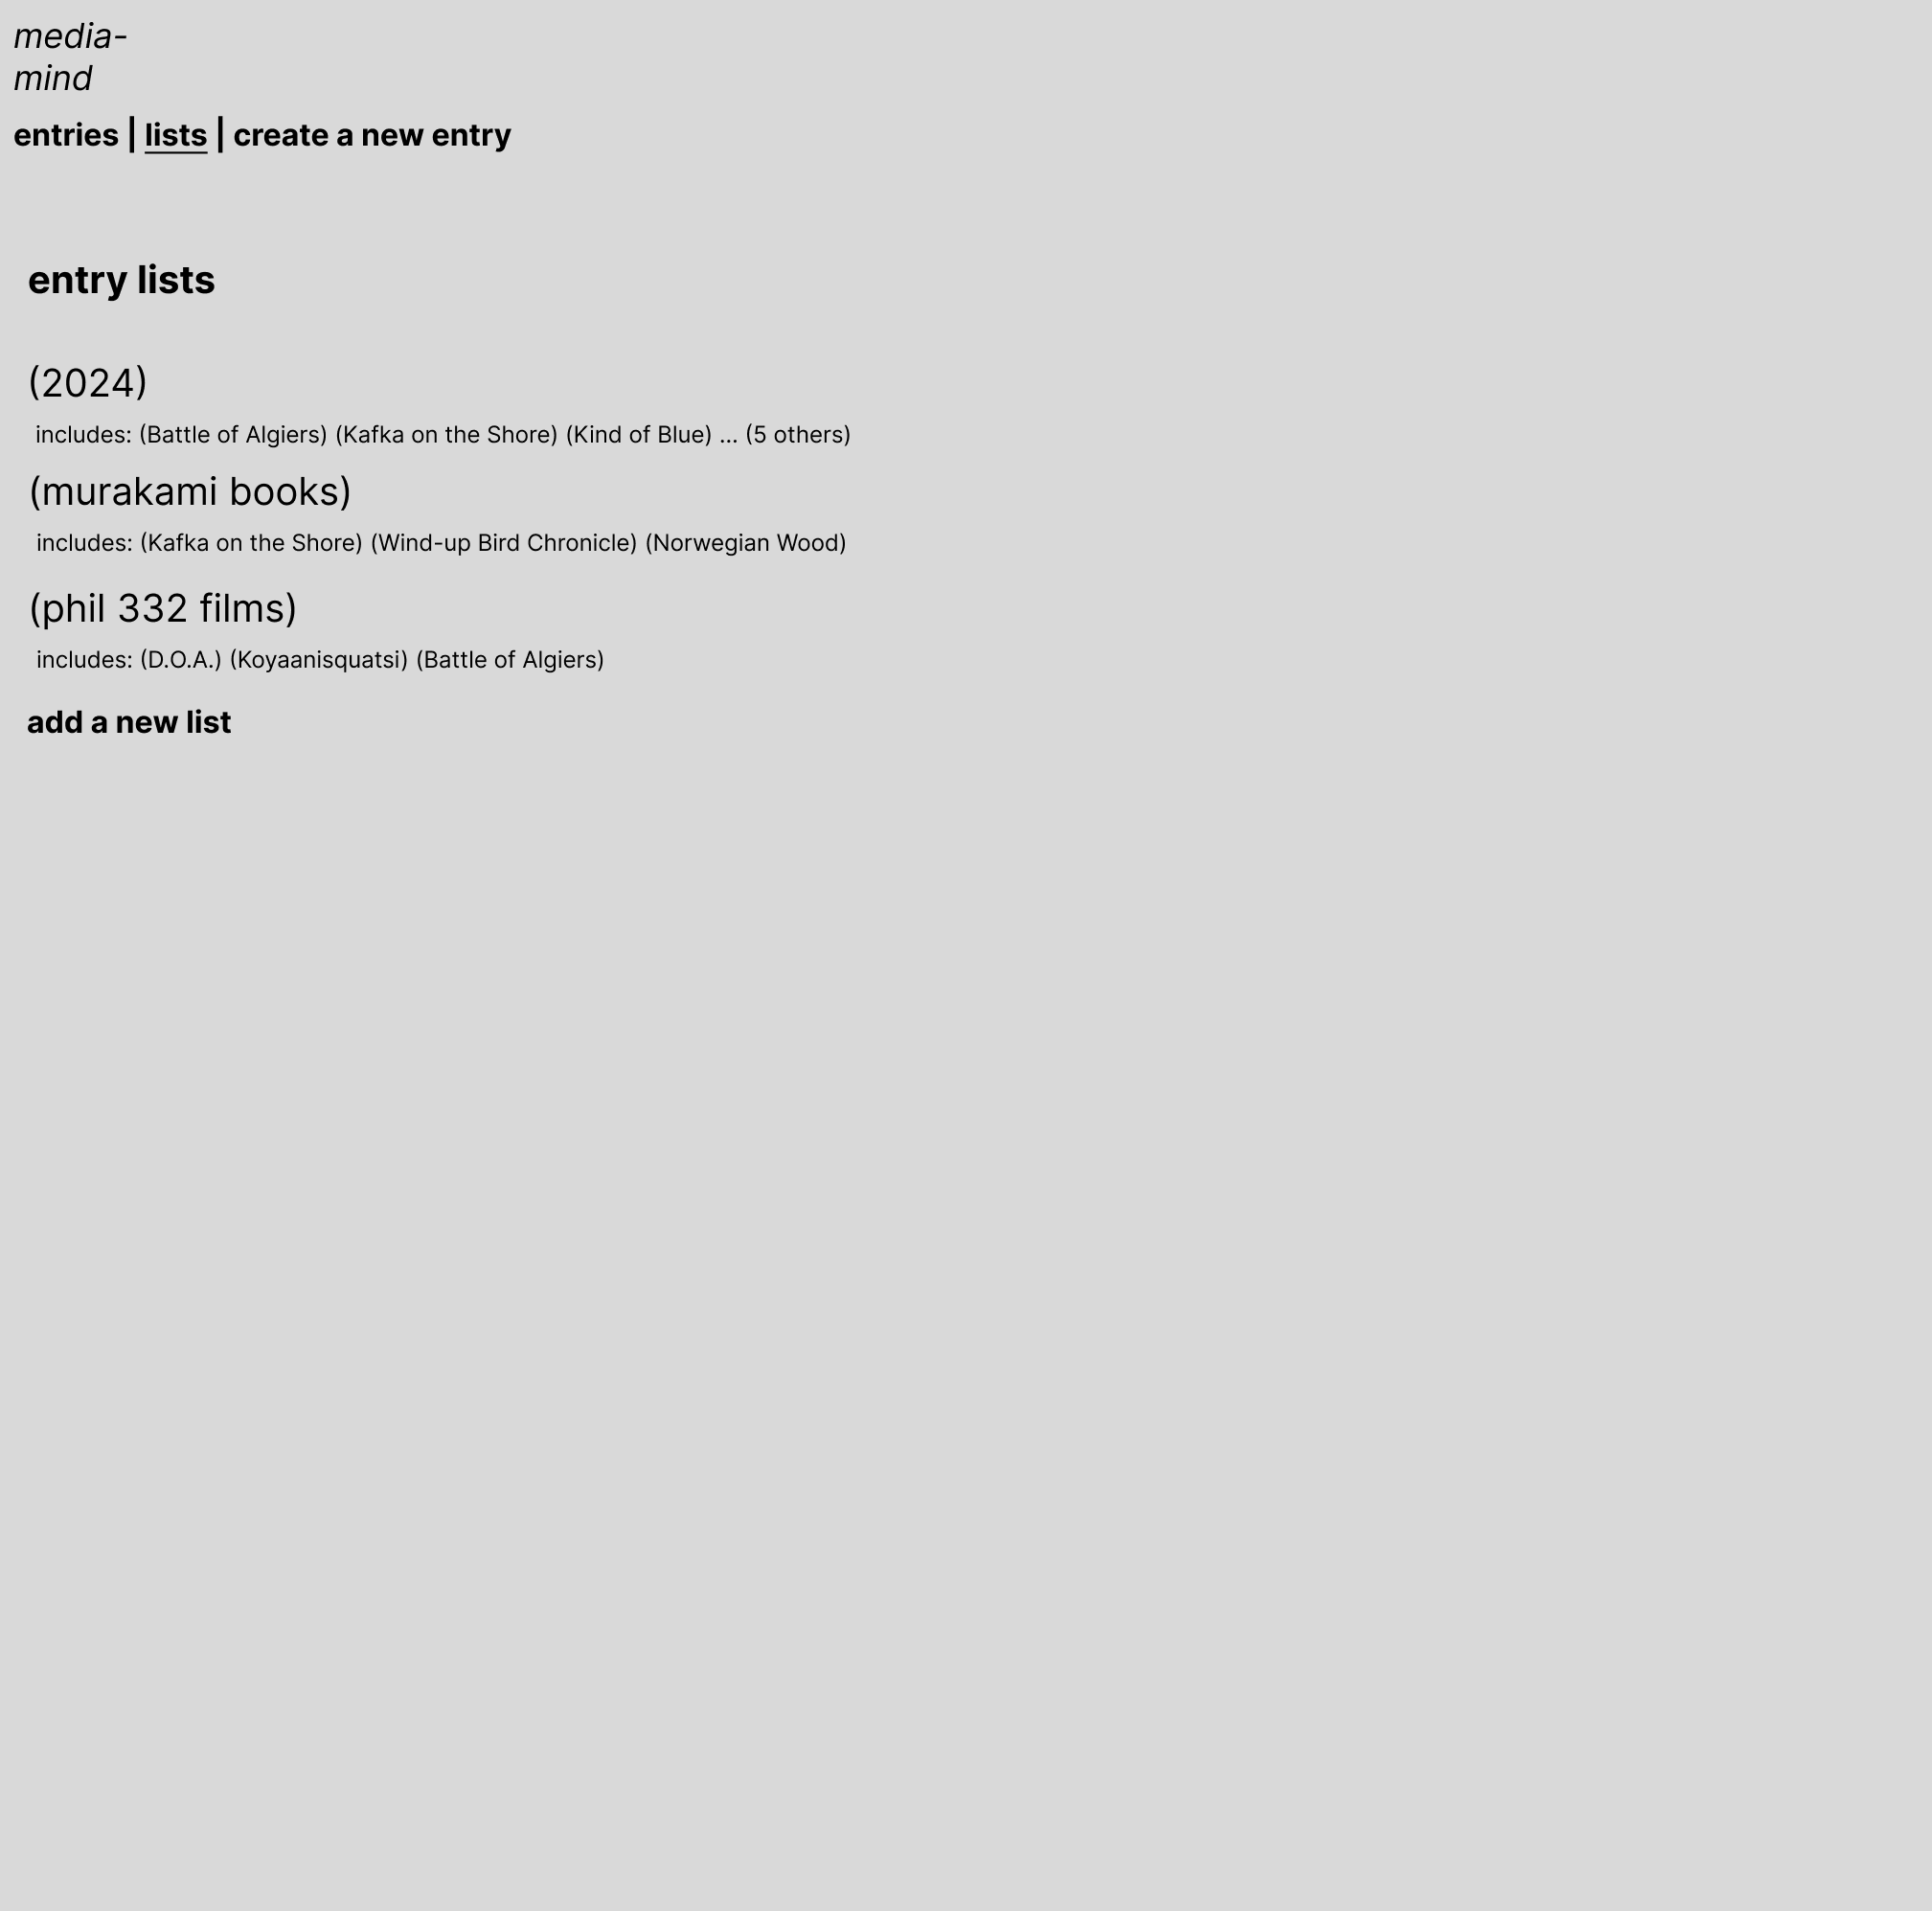 media-
mind
entries | lists | create a new entry
entry lists
(2024)
includes: (Battle of Algiers) (Kafka on the Shore) (Kind of Blue) ... (5 others)
(murakami books)
includes: (Kafka on the Shore) (Wind-up Bird Chronicle) (Norwegian Wood)
(phil 332 films)
includes: (D.O.A.) (Koyaanisquatsi) (Battle of Algiers)
add a new list